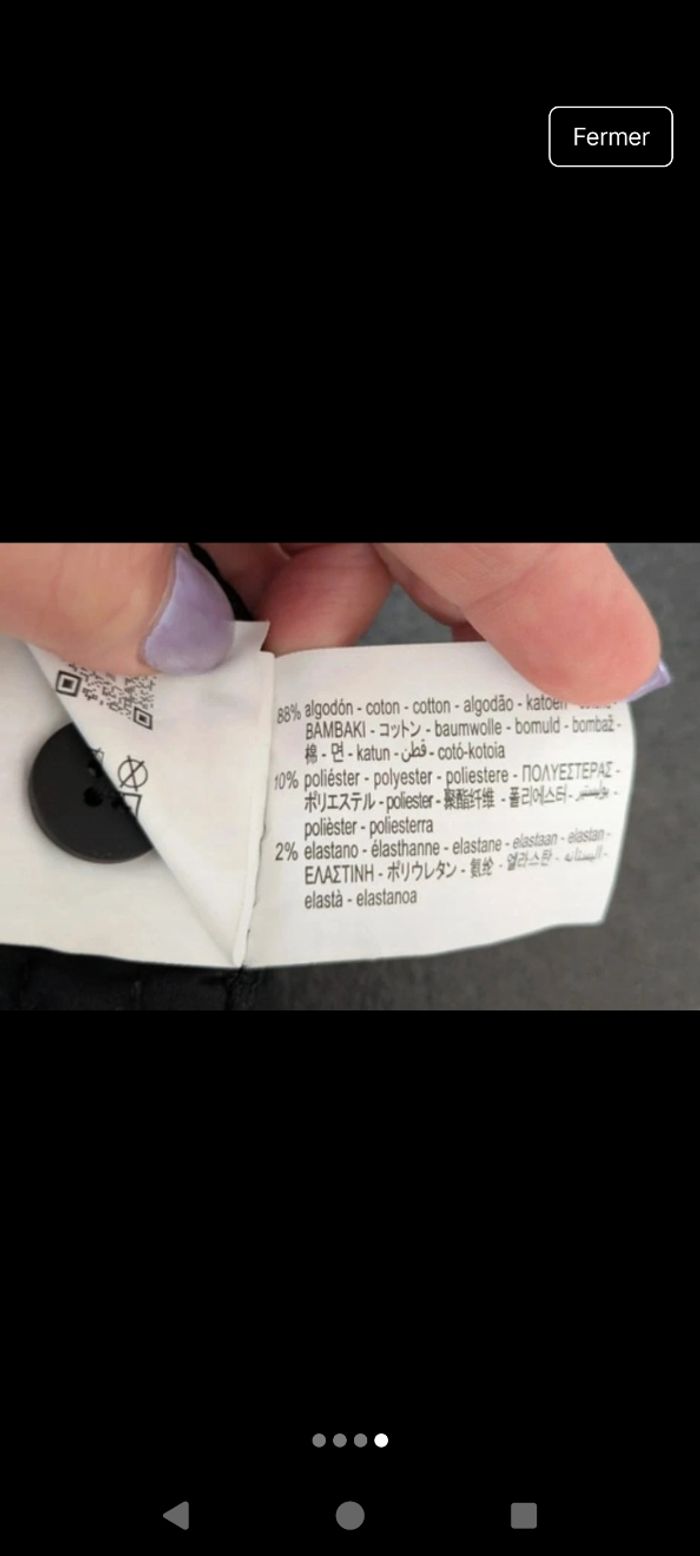 Fermer
88% algodón - coton - cotton - algodão - katoen -
BAMBAKI - コットン - baumwolle - bomuld - bombaž -
棉 - 면 - katun - قطن - cotó-kotoia
10% poliéster - polyester - poliestere - ΠΟΛΥΕΣΤΕΡΑΣ -
ポリエステル - poliester - 聚酯纤维 - 폴리에스터 - بوليستير -
polièster - poliesterra
2% elastano - élasthanne - elastane - elastaan - elastan -
ΕΛΑΣΤΙΝΗ - ポリウレタン - 氨纶 - 엘라스탄 -
elastà - elastanoa